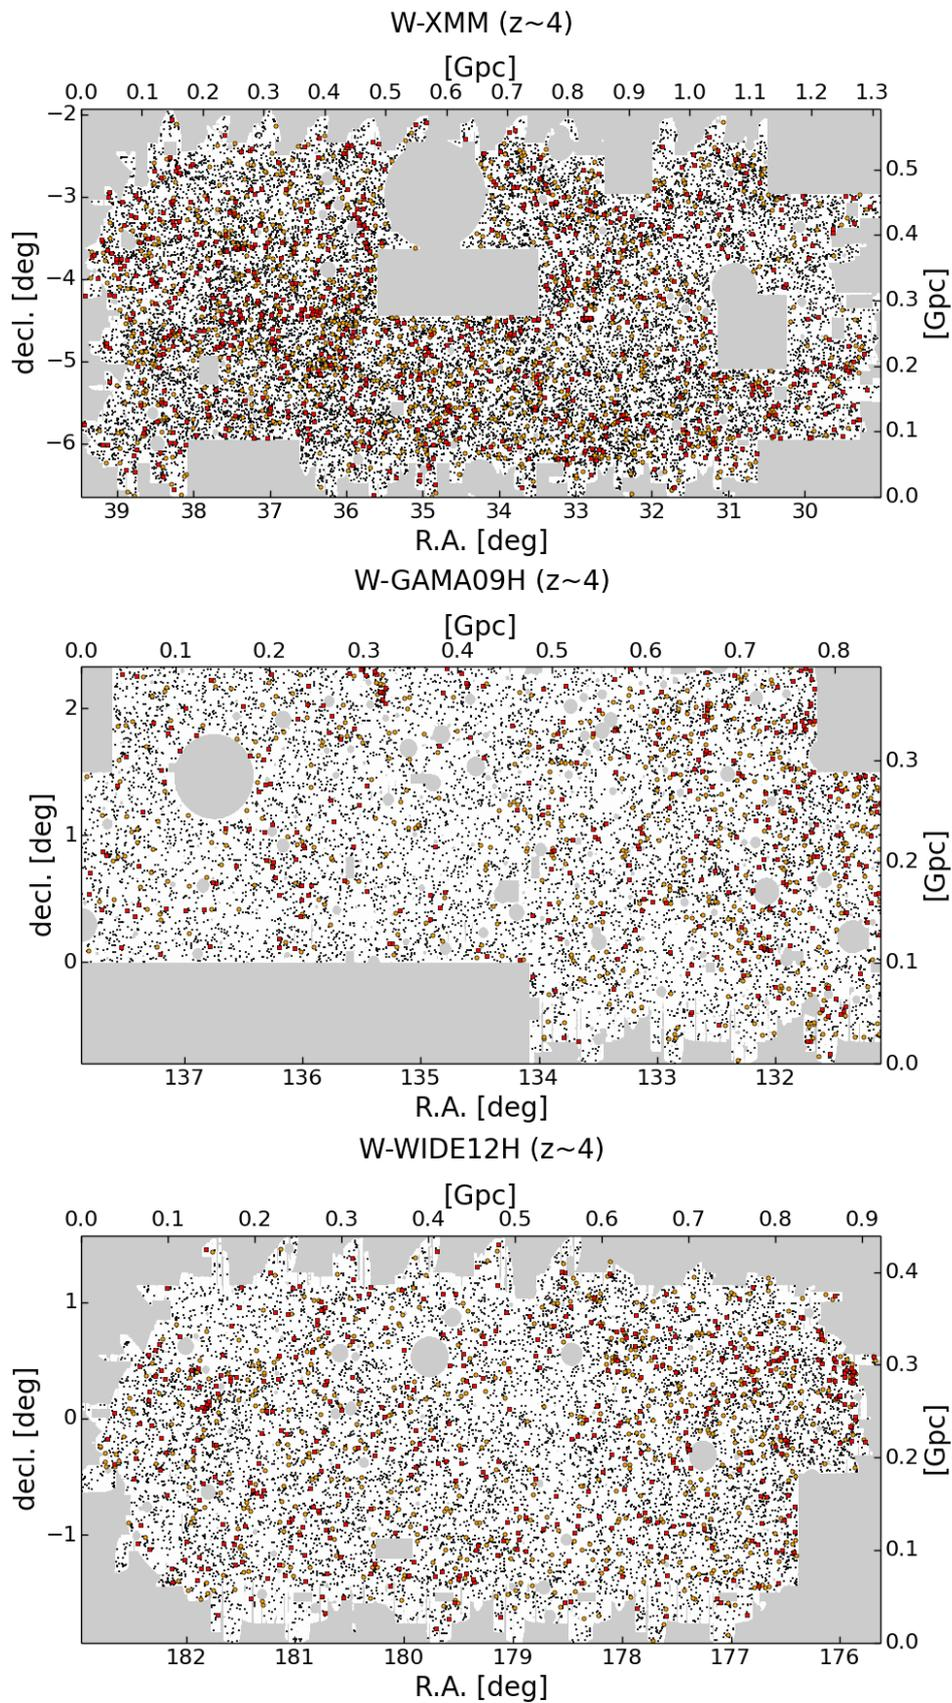 W-XMM (z~4)
[Gpc]
0.0 0.1 0.2 0.3 0.4 0.5 0.6 0.7 0.8 0.9 1.0 1.1 1.2 1.3
−2
−3
−4
−5
−6
decl. [deg]
0.5
0.4
0.3
0.2
0.1
0.0
[Gpc]
39 38 37 36 35 34 33 32 31 30
R.A. [deg]
W-GAMA09H (z~4)
[Gpc]
0.0 0.1 0.2 0.3 0.4 0.5 0.6 0.7 0.8
2
1
0
decl. [deg]
0.3
0.2
0.1
0.0
[Gpc]
137 136 135 134 133 132
R.A. [deg]
W-WIDE12H (z~4)
[Gpc]
0.0 0.1 0.2 0.3 0.4 0.5 0.6 0.7 0.8 0.9
1
0
−1
decl. [deg]
0.4
0.3
0.2
0.1
0.0
[Gpc]
182 181 180 179 178 177 176
R.A. [deg]